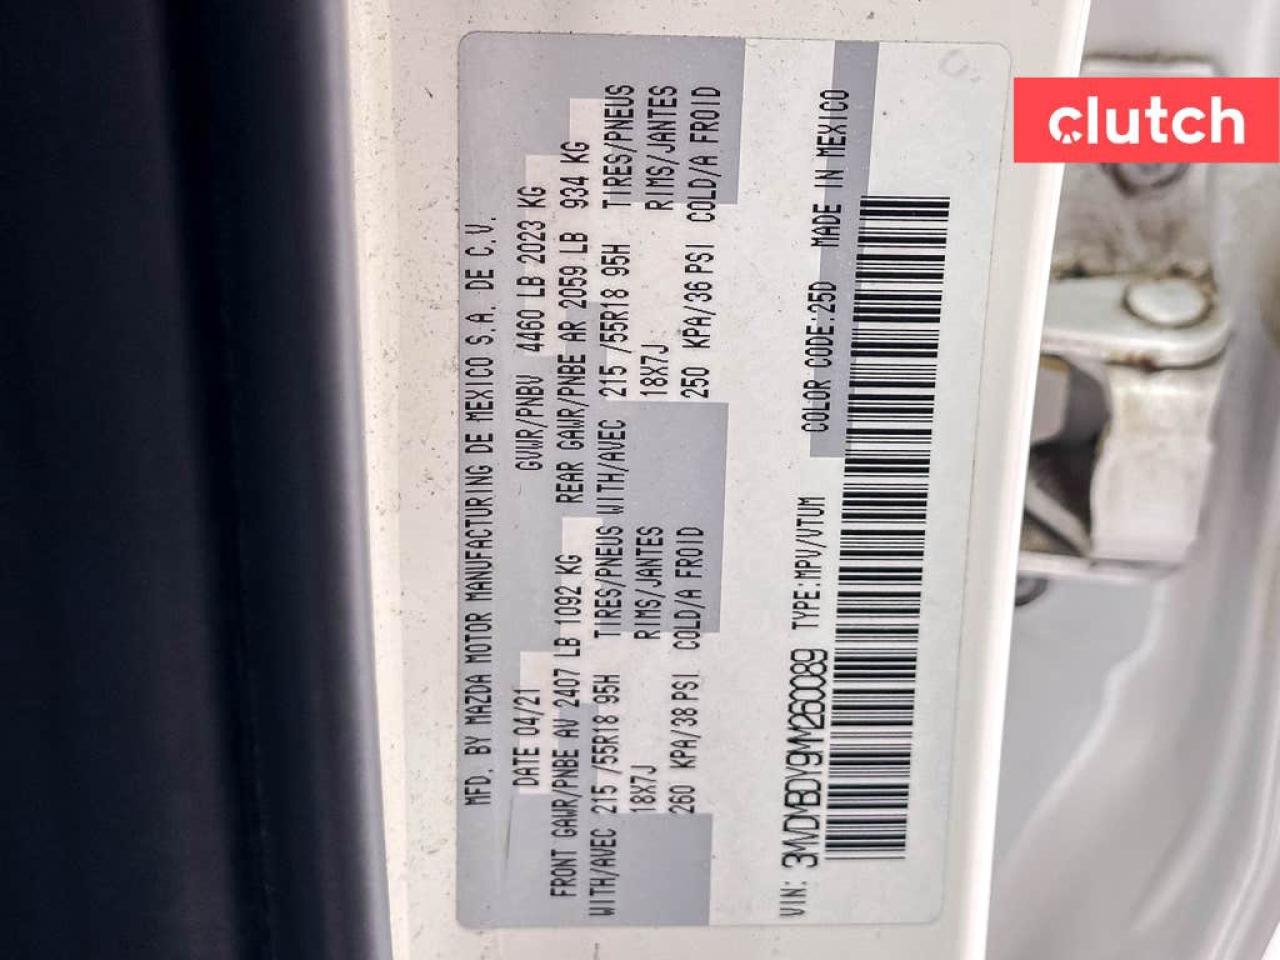 clutch
MFD. BY MAZDA MOTOR MANUFACTURING DE MEXICO S.A. DE C.V.
DATE 04/21 GVWR/PNBV 4460 LB 2023 KG
FRONT GAWR/PNBE AV 2407 LB 1092 KG REAR GAWR/PNBE AR 2059 LB 934 KG
WITH/AVEC 215 /55R18 95H TIRES/PNEUS WITH/AVEC 215 /55R18 95H TIRES/PNEUS
18X7J RIMS/JANTES 18X7J RIMS/JANTES
260 KPA/38 PSI COLD/A FROID 250 KPA/36 PSI COLD/A FROID
VIN: 3MVDMBDY9MM260089 TYPE:MPV/VTUM COLOR CODE:25D MADE IN MEXICO